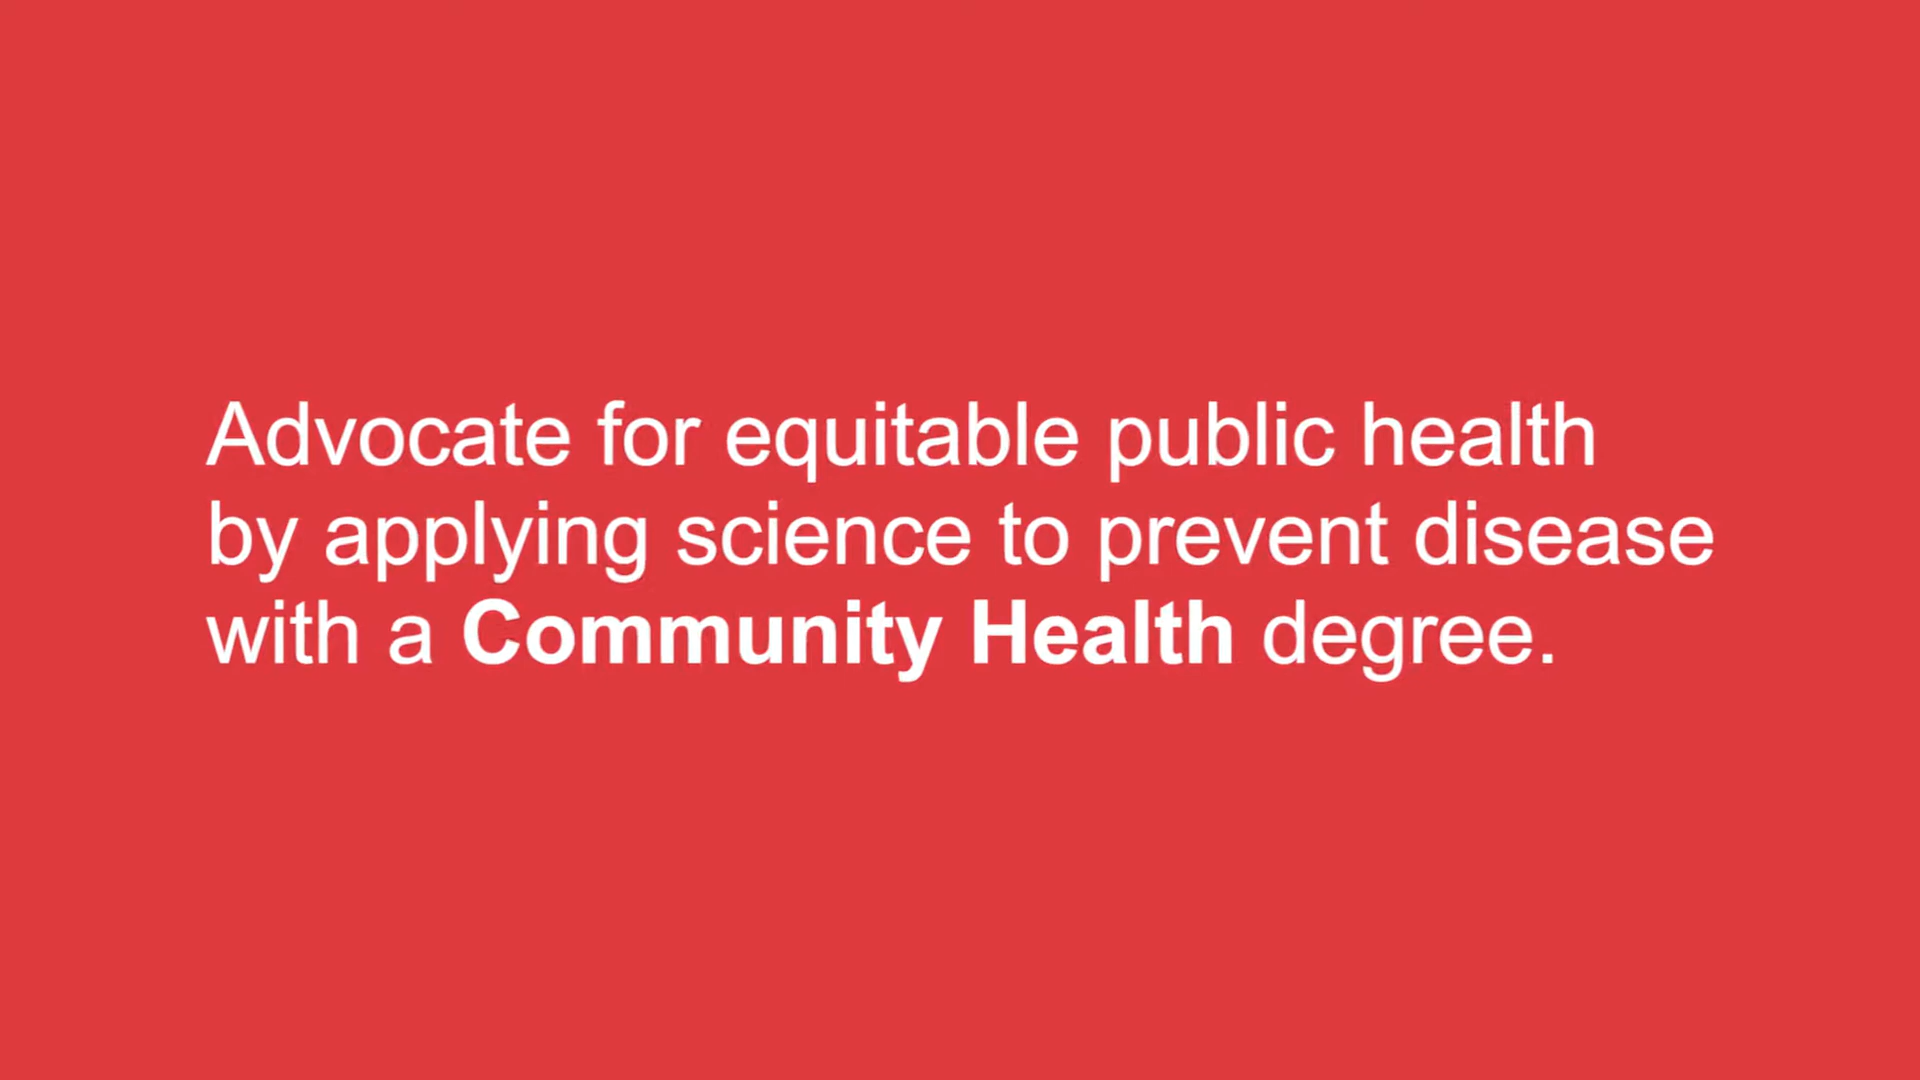 Advocate for equitable public health
by applying science to prevent disease
with a Community Health degree.